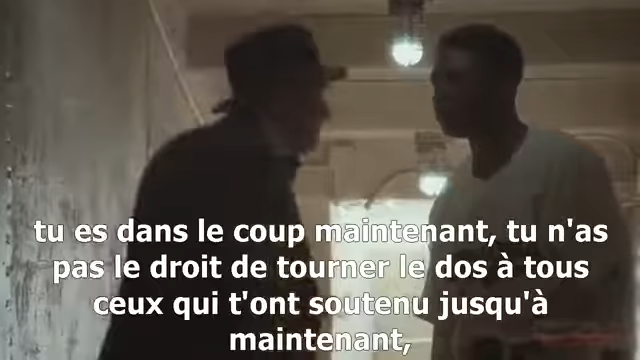 tu es dans le coup maintenant, tu n'as
pas le droit de tourner le dos à tous
ceux qui t'ont soutenu jusqu'à
maintenant,